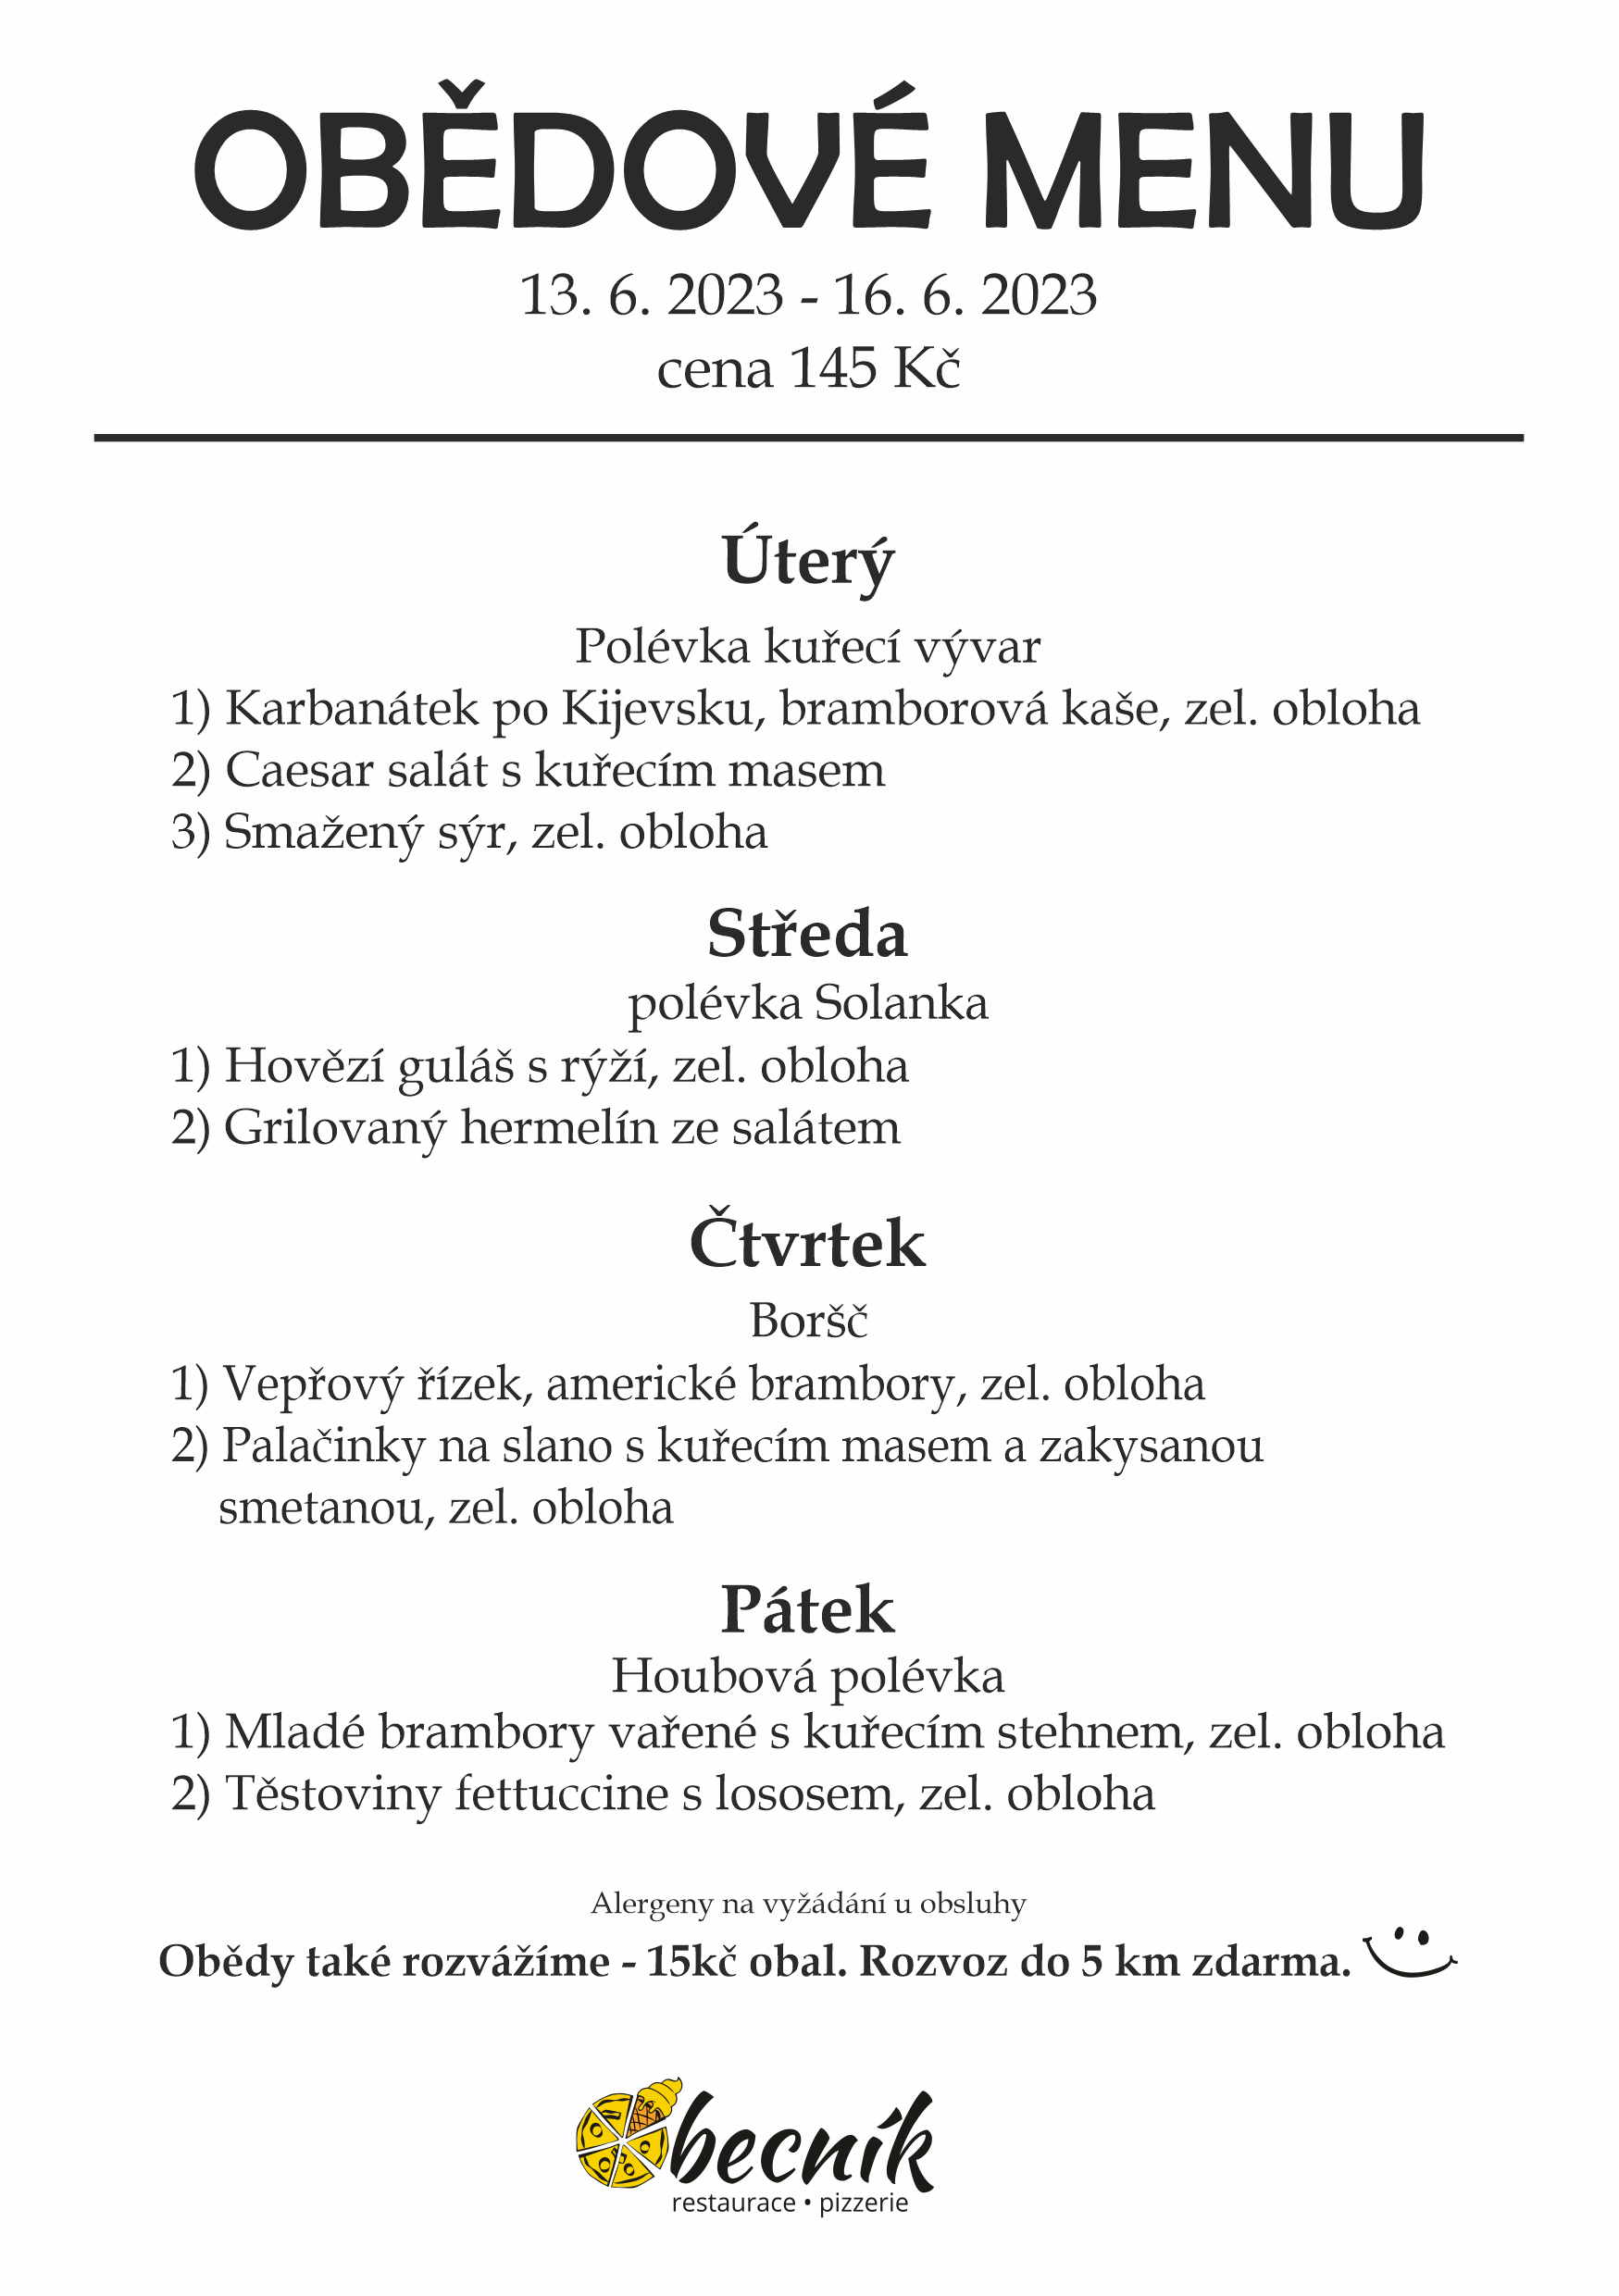 OBĚDOVÉ MENU
13. 6. 2023 - 16. 6. 2023
cena 145 Kč
Úterý
Polévka kuřecí vývar
1) Karbanátek po Kijevsku, bramborová kaše, zel. obloha
2) Caesar salát s kuřecím masem
3) Smažený sýr, zel. obloha
Středa
polévka Solanka
1) Hovězí guláš s rýží, zel. obloha
2) Grilovaný hermelín ze salátem
Čtvrtek
Boršč
1) Vepřový řízek, americké brambory, zel. obloha
2) Palačinky na slano s kuřecím masem a zakysanou
smetanou, zel. obloha
Pátek
Houbová polévka
1) Mladé brambory vařené s kuřecím stehnem, zel. obloha
2) Těstoviny fettuccine s lososem, zel. obloha
Alergeny na vyžádání u obsluhy
Obědy také rozvážíme - 15kč obal. Rozvoz do 5 km zdarma.
becník
restaurace • pizzerie